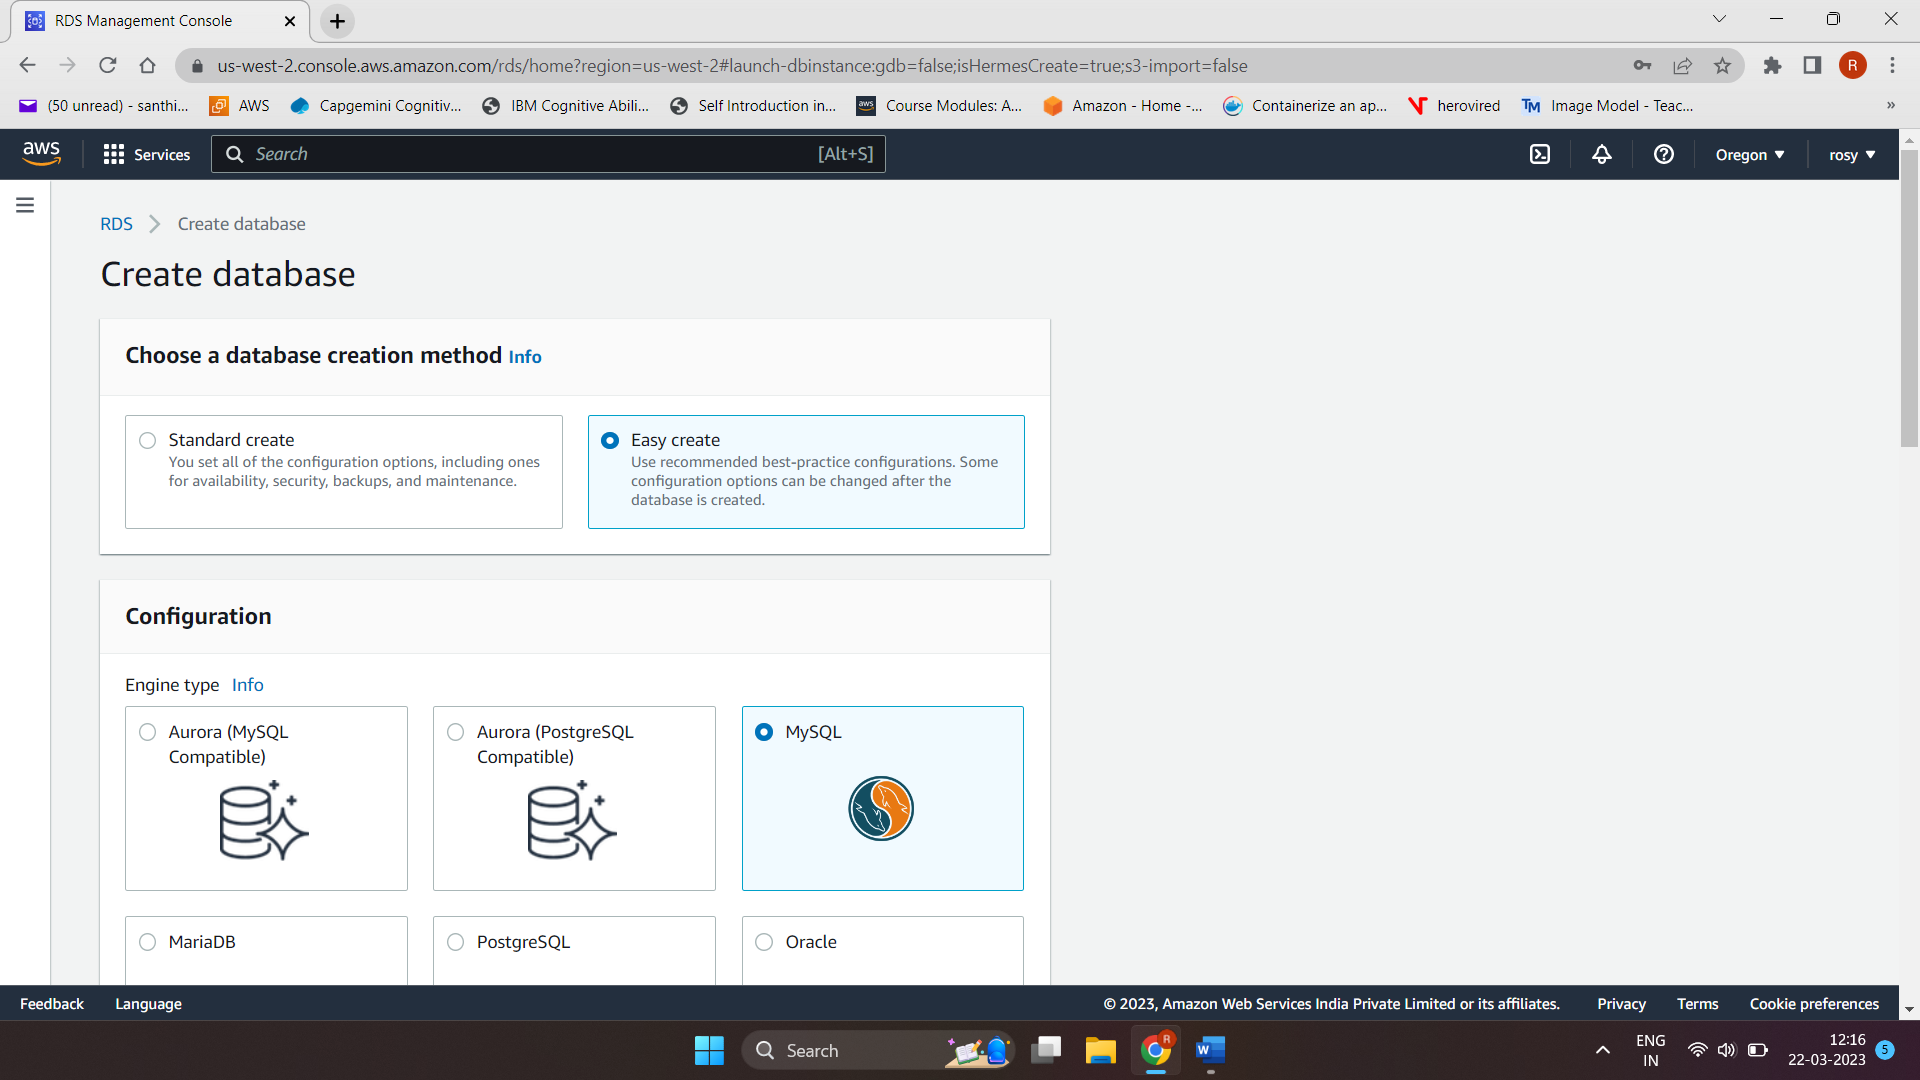 RDS Management Console
us-west-2.console.aws.amazon.com/rds/home?region=us-west-2#launch-dbinstance:gdb=false;isHermesCreate=true;s3-import=false
R
(50 unread) - santhi...
AWS
Capgemini Cognitiv...
IBM Cognitive Abili...
Self Introduction in...
aws
Course Modules: A...
Amazon - Home -...
Containerize an ap...
herovired
TM
Image Model - Teac...
»
aws
Services
Search
[Alt+S]
Oregon
rosy
RDS
Create database
Create database
Choose a database creation method Info
Standard create
You set all of the configuration options, including ones
for availability, security, backups, and maintenance.
Easy create
Use recommended best-practice configurations. Some
configuration options can be changed after the
database is created.
Configuration
Engine type Info
Aurora (MySQL
Compatible)
Aurora (PostgreSQL
Compatible)
MySQL
MariaDB
PostgreSQL
Oracle
Feedback
Language
© 2023, Amazon Web Services India Private Limited or its affiliates.
Privacy
Terms
Cookie preferences
Search
R
W
ENG
IN
12:16
22-03-2023
5